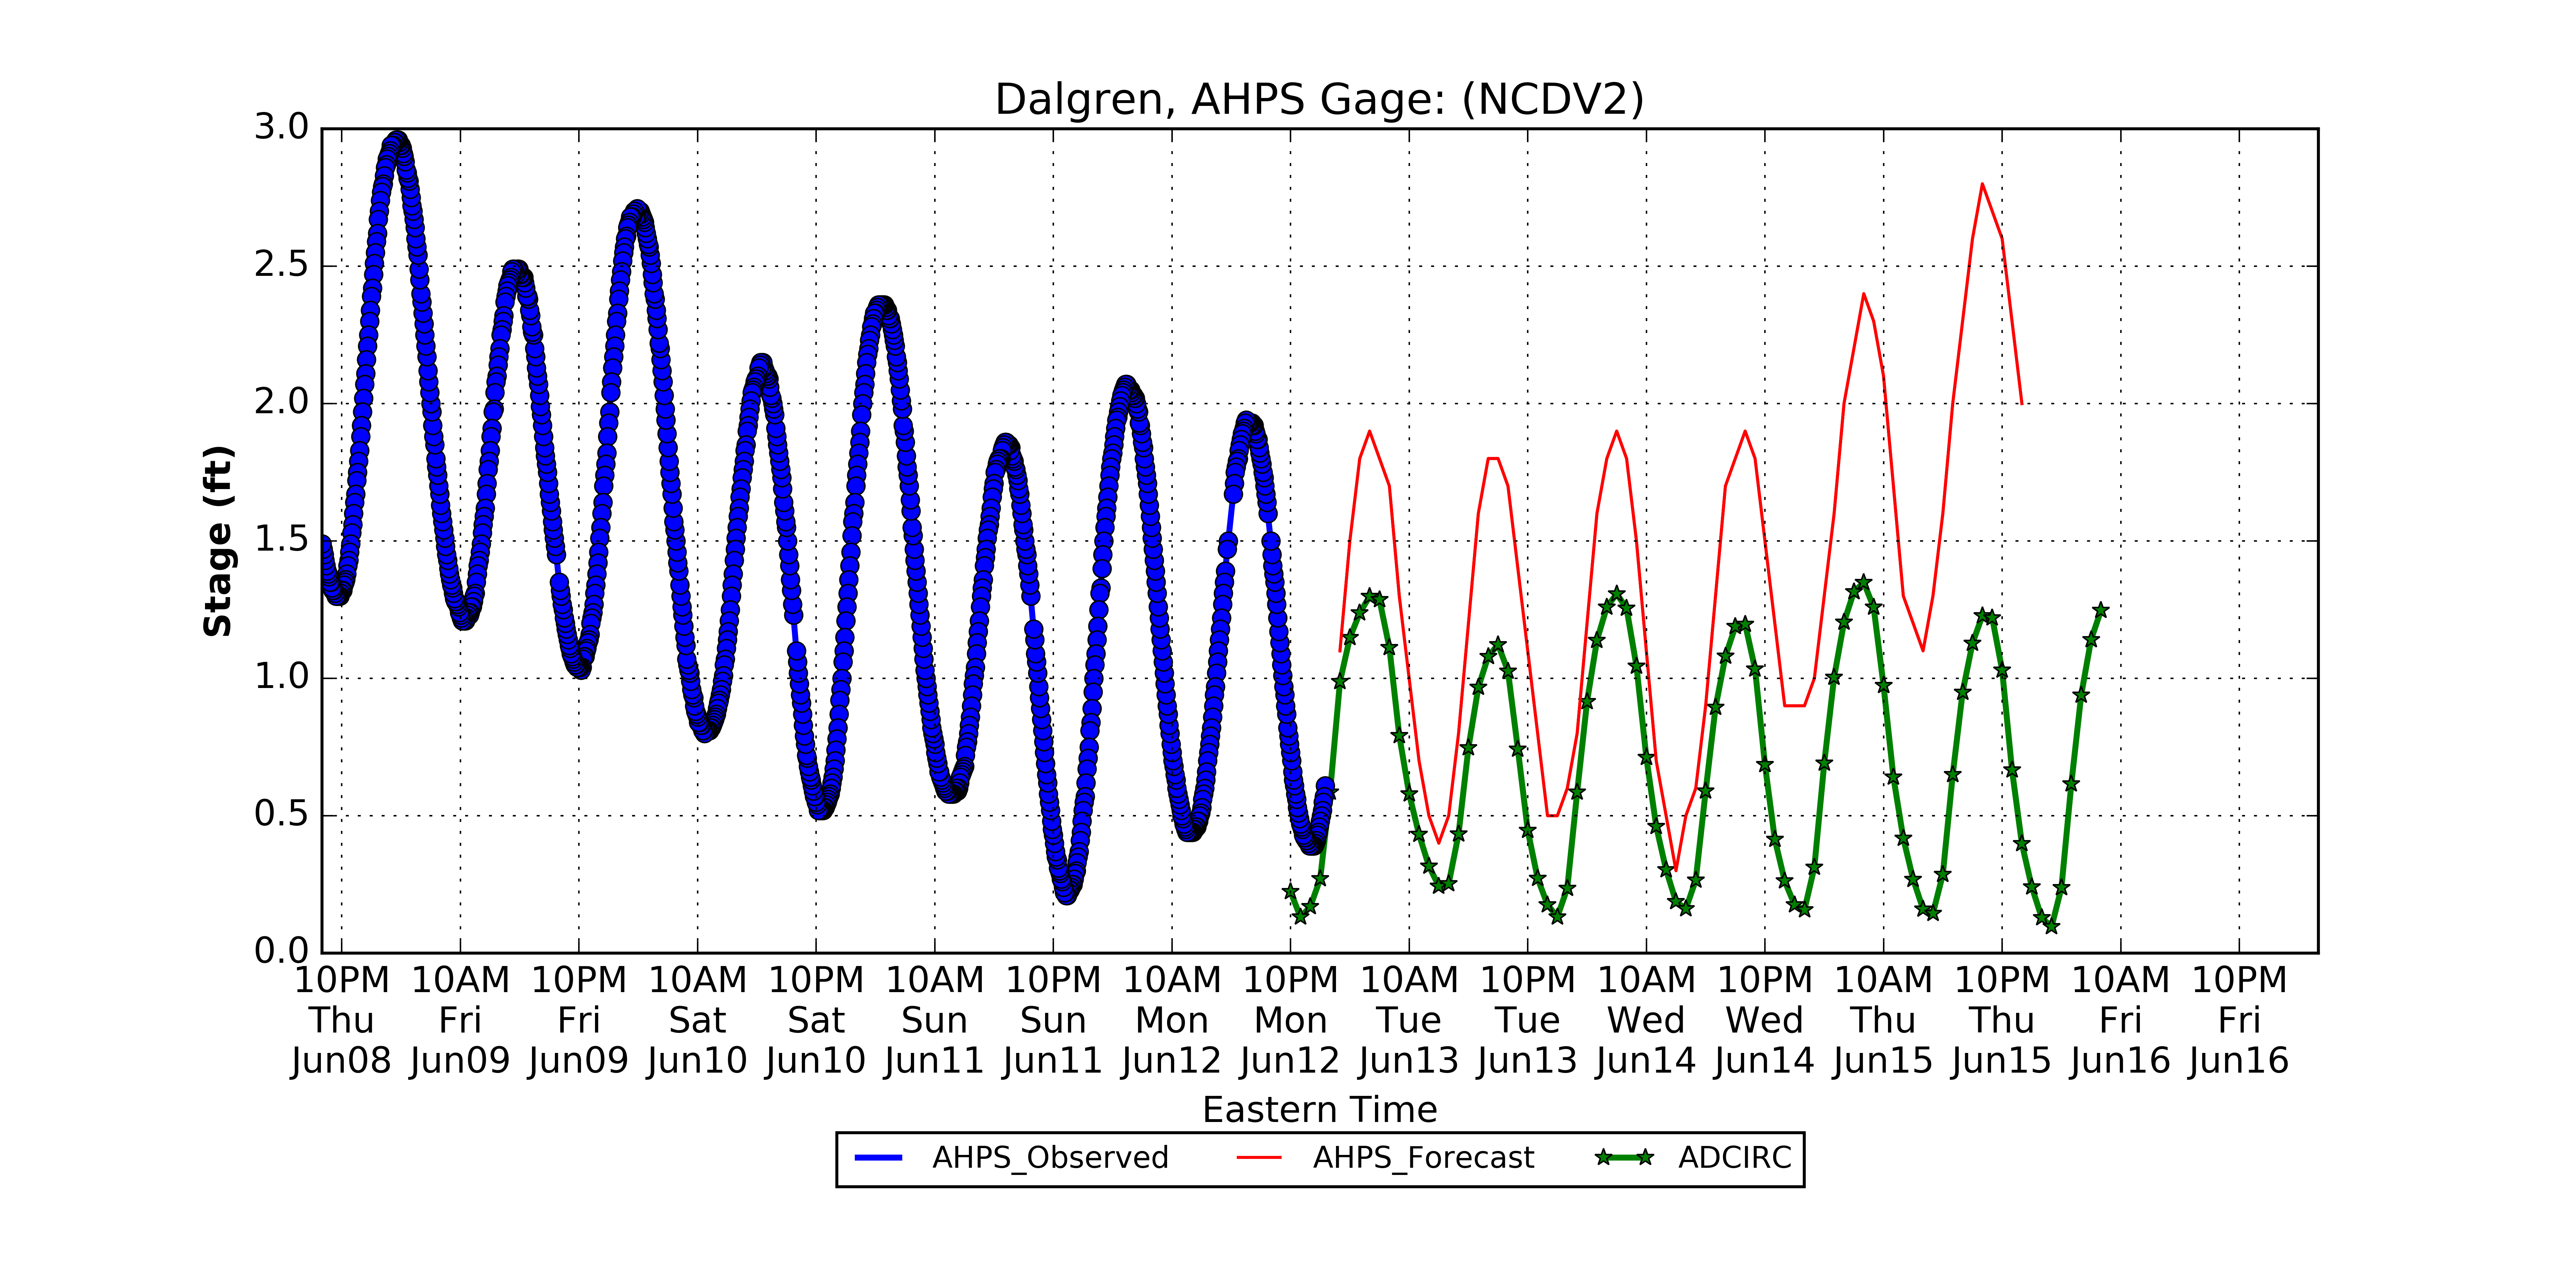 Dalgren, AHPS Gage: (NCDV2)
3.0
2.5
2.0
1.5
1.0
0.5
0.0
Stage (ft)
10PM 10AM 10PM 10AM 10PM 10AM 10PM 10AM 10PM 10AM 10PM 10AM 10PM 10AM 10PM 10AM 10PM
Thu Fri Fri Sat Sat Sun Sun Mon Mon Tue Tue Wed Wed Thu Thu Fri Fri
Jun08 Jun09 Jun09 Jun10 Jun10 Jun11 Jun11 Jun12 Jun12 Jun13 Jun13 Jun14 Jun14 Jun15 Jun15 Jun16 Jun16
Eastern Time
AHPS_Observed AHPS_Forecast ADCIRC